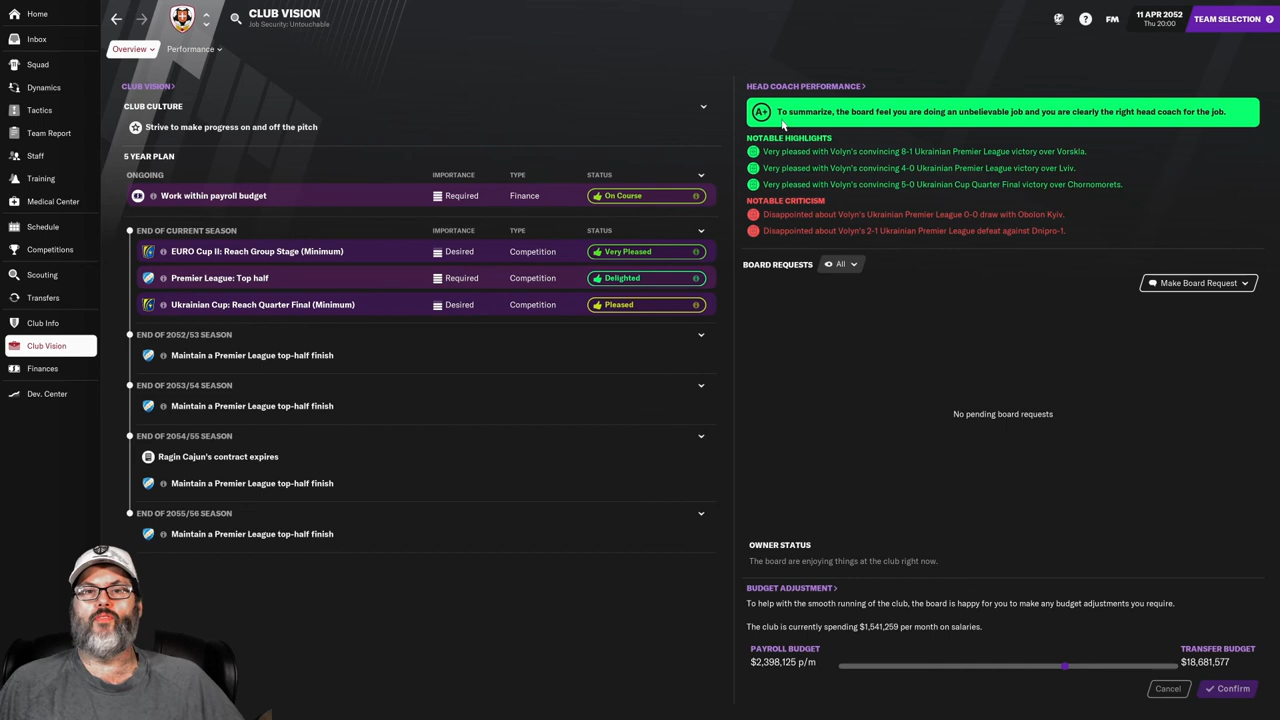 Home
Inbox
Squad
Dynamics
Tactics
Team Report
Staff
Training
Medical Center
Schedule
Competitions
Scouting
Transfers
Club Info
Club Vision
Finances
Dev. Center
CLUB VISION
Job Security: Untouchable
FM
11 APR 2052
Thu 20:00
TEAM SELECTION
Overview
Performance
CLUB VISION>
CLUB CULTURE
Strive to make progress on and off the pitch
5 YEAR PLAN
ONGOING IMPORTANCE TYPE STATUS
Work within payroll budget Required Finance On Course
END OF CURRENT SEASON IMPORTANCE TYPE STATUS
EURO Cup II: Reach Group Stage (Minimum) Desired Competition Very Pleased
Premier League: Top half Required Competition Delighted
Ukrainian Cup: Reach Quarter Final (Minimum) Desired Competition Pleased
END OF 2052/53 SEASON
Maintain a Premier League top-half finish
END OF 2053/54 SEASON
Maintain a Premier League top-half finish
END OF 2054/55 SEASON
Ragin Cajun's contract expires
Maintain a Premier League top-half finish
END OF 2055/56 SEASON
Maintain a Premier League top-half finish
HEAD COACH PERFORMANCE>
A+ To summarize, the board feel you are doing an unbelievable job and you are clearly the right head coach for the job.
NOTABLE HIGHLIGHTS
Very pleased with Volyn's convincing 8-1 Ukrainian Premier League victory over Vorskla.
Very pleased with Volyn's convincing 4-0 Ukrainian Premier League victory over Lviv.
Very pleased with Volyn's convincing 5-0 Ukrainian Cup Quarter Final victory over Chornomorets.
NOTABLE CRITICISM
Disappointed about Volyn's Ukrainian Premier League 0-0 draw with Obolon Kyiv.
Disappointed about Volyn's 2-1 Ukrainian Premier League defeat against Dnipro-1.
BOARD REQUESTS All
Make Board Request
No pending board requests
OWNER STATUS
The board are enjoying things at the club right now.
BUDGET ADJUSTMENT>
To help with the smooth running of the club, the board is happy for you to make any budget adjustments you require.
The club is currently spending $1,541,259 per month on salaries.
PAYROLL BUDGET TRANSFER BUDGET
$2,398,125 p/m $18,681,577
Cancel Confirm